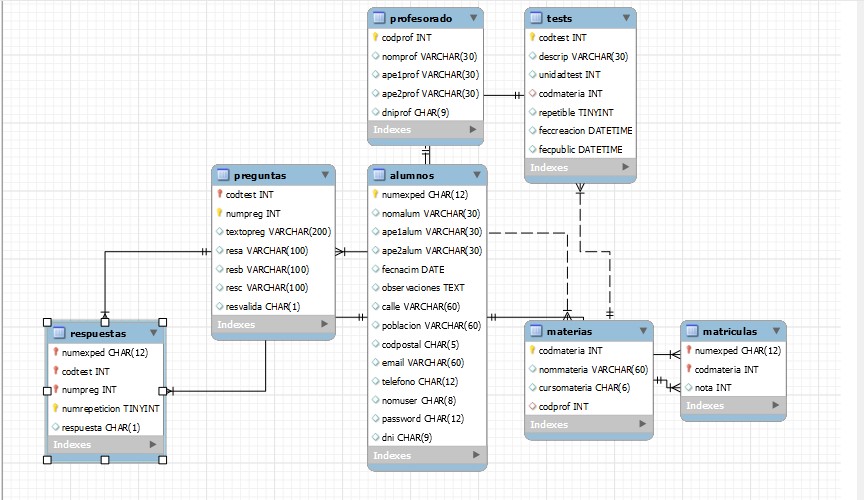 profesorado
codprof INT
nomprof VARCHAR(30)
ape1prof VARCHAR(30)
ape2prof VARCHAR(30)
dniprof CHAR(9)
Indexes
tests
codtest INT
descrip VARCHAR(30)
unidadtest INT
codmateria INT
repetible TINYINT
feccreacion DATETIME
fecpublic DATETIME
Indexes
preguntas
codtest INT
numpreg INT
textopreg VARCHAR(200)
resa VARCHAR(100)
resb VARCHAR(100)
resc VARCHAR(100)
resvalida CHAR(1)
Indexes
alumnos
numexped CHAR(12)
nomalum VARCHAR(30)
ape1alum VARCHAR(30)
ape2alum VARCHAR(30)
fecnacim DATE
observaciones TEXT
calle VARCHAR(60)
poblacion VARCHAR(60)
codpostal CHAR(5)
email VARCHAR(60)
telefono CHAR(12)
nomuser CHAR(8)
password CHAR(12)
dni CHAR(9)
Indexes
respuestas
numexped CHAR(12)
codtest INT
numpreg INT
numrepeticion TINYINT
respuesta CHAR(1)
Indexes
materias
codmateria INT
nommateria VARCHAR(60)
cursomateria CHAR(6)
codprof INT
Indexes
matriculas
numexped CHAR(12)
codmateria INT
nota INT
Indexes